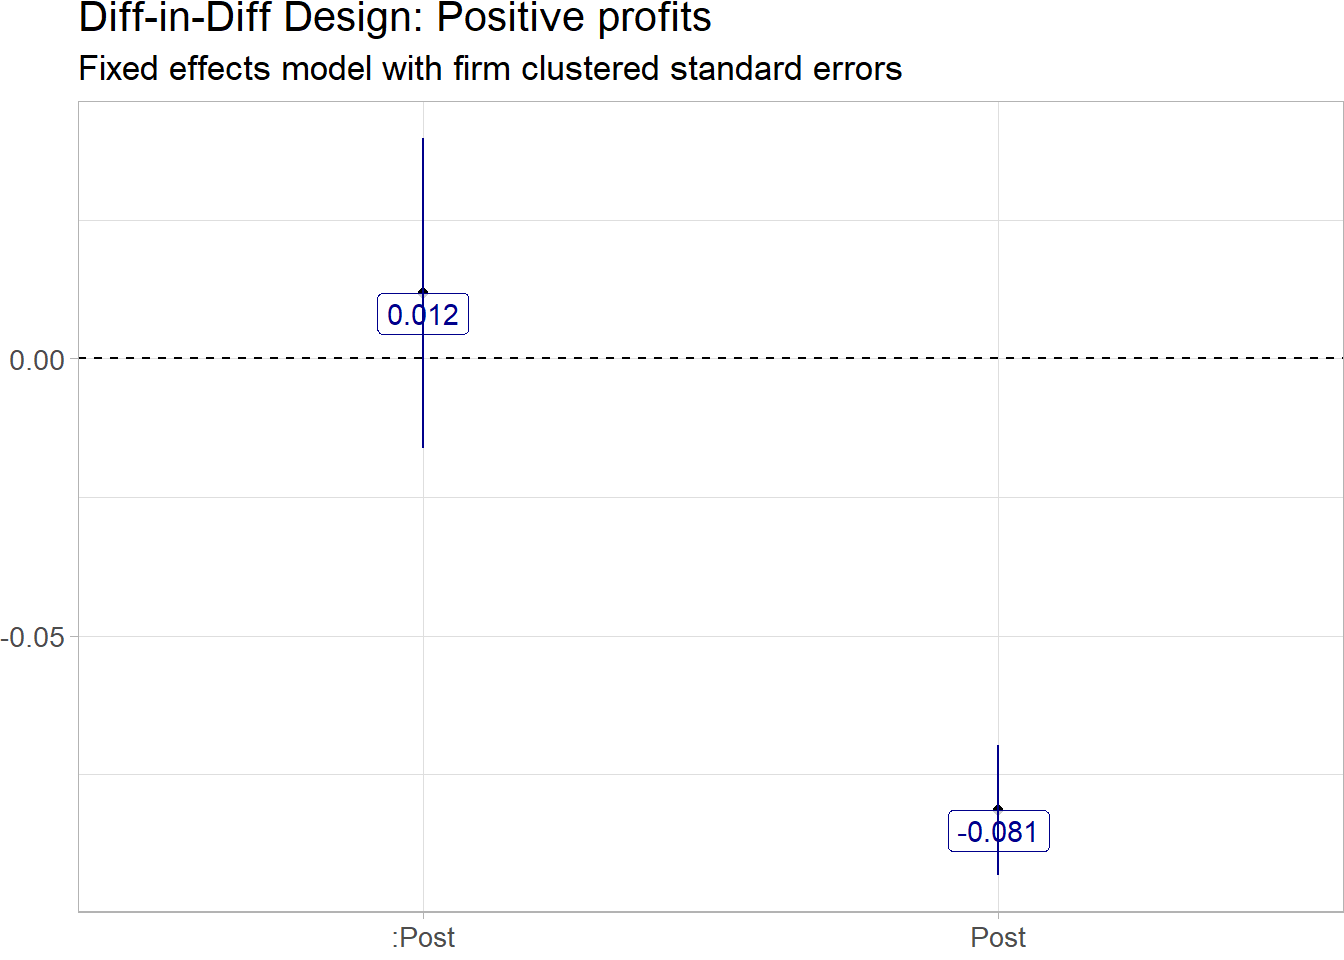 Diff-in-Diff Design: Positive profits
Fixed effects model with firm clustered standard errors
0.012
0.00
-0.05
-0.081
:Post
Post